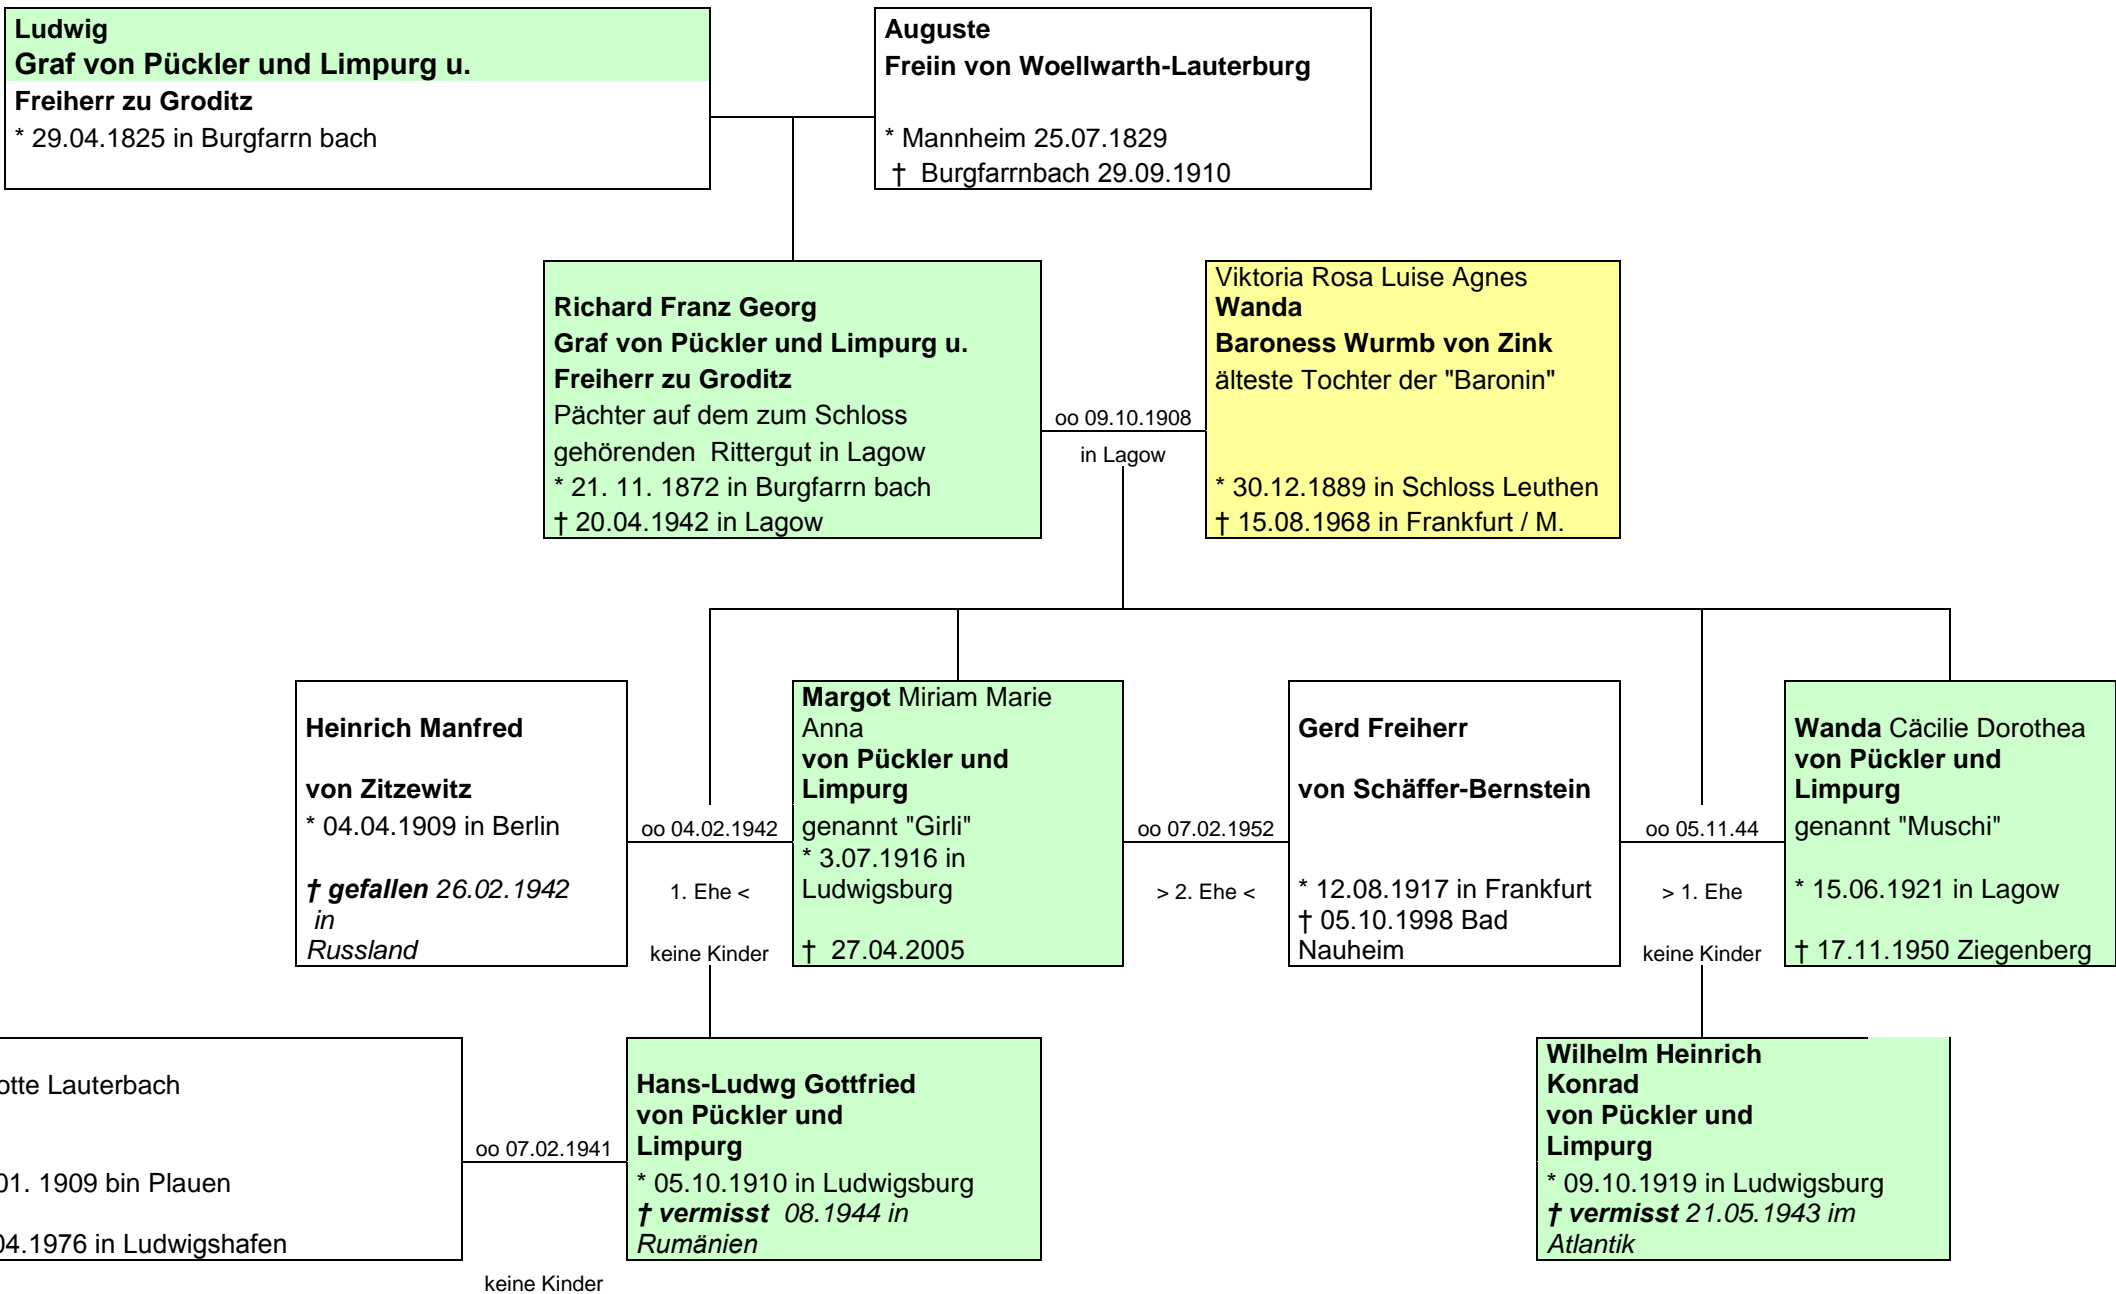 Ludwig
Graf von Pückler und Limpurg u.
Freiherr zu Groditz
* 29.04.1825 in Burgfarrn bach
Auguste
Freiin von Woellwarth-Lauterburg
* Mannheim 25.07.1829
† Burgfarrnbach 29.09.1910
Richard Franz Georg
Graf von Pückler und Limpurg u.
Freiherr zu Groditz
Pächter auf dem zum Schloss
gehörenden Rittergut in Lagow
* 21. 11. 1872 in Burgfarrn bach
† 20.04.1942 in Lagow
oo 09.10.1908
in Lagow
Viktoria Rosa Luise Agnes
Wanda
Baroness Wurmb von Zink
älteste Tochter der "Baronin"
* 30.12.1889 in Schloss Leuthen
† 15.08.1968 in Frankfurt / M.
Heinrich Manfred
von Zitzewitz
* 04.04.1909 in Berlin
† gefallen 26.02.1942
in
Russland
oo 04.02.1942
1. Ehe <
keine Kinder
Margot Miriam Marie
Anna
von Pückler und
Limpurg
genannt "Girli"
* 3.07.1916 in
Ludwigsburg
† 27.04.2005
oo 07.02.1952
> 2. Ehe <
Gerd Freiherr
von Schäffer-Bernstein
* 12.08.1917 in Frankfurt
† 05.10.1998 Bad
Nauheim
oo 05.11.44
> 1. Ehe
keine Kinder
Wanda Cäcilie Dorothea
von Pückler und
Limpurg
genannt "Muschi"
* 15.06.1921 in Lagow
† 17.11.1950 Ziegenberg
otte Lauterbach
01. 1909 bin Plauen
04.1976 in Ludwigshafen
oo 07.02.1941
keine Kinder
Hans-Ludwg Gottfried
von Pückler und
Limpurg
* 05.10.1910 in Ludwigsburg
† vermisst 08.1944 in
Rumänien
Wilhelm Heinrich
Konrad
von Pückler und
Limpurg
* 09.10.1919 in Ludwigsburg
† vermisst 21.05.1943 im
Atlantik